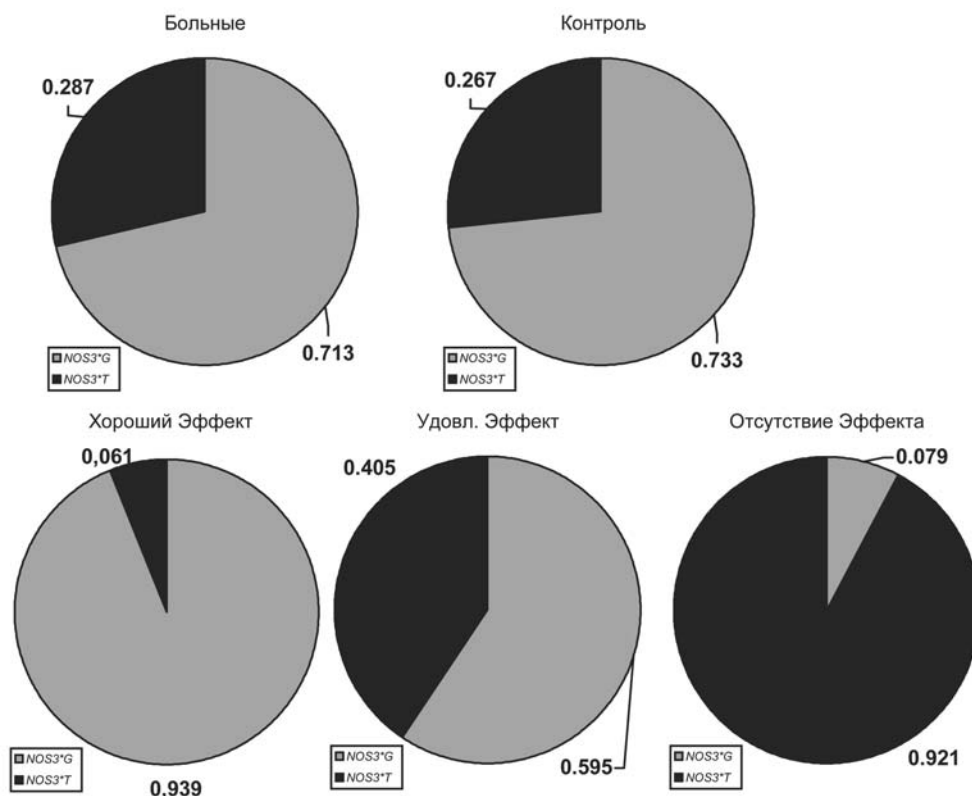 Больные
0.287
0.713
NOS3*G
NOS3*T
Контроль
0.267
0.733
NOS3*G
NOS3*T
Хороший Эффект
0,061
0.939
NOS3*G
NOS3*T
Удовл. Эффект
0.405
0.595
NOS3*G
NOS3*T
Отсутствие Эффекта
0.079
0.921
NOS3*G
NOS3*T